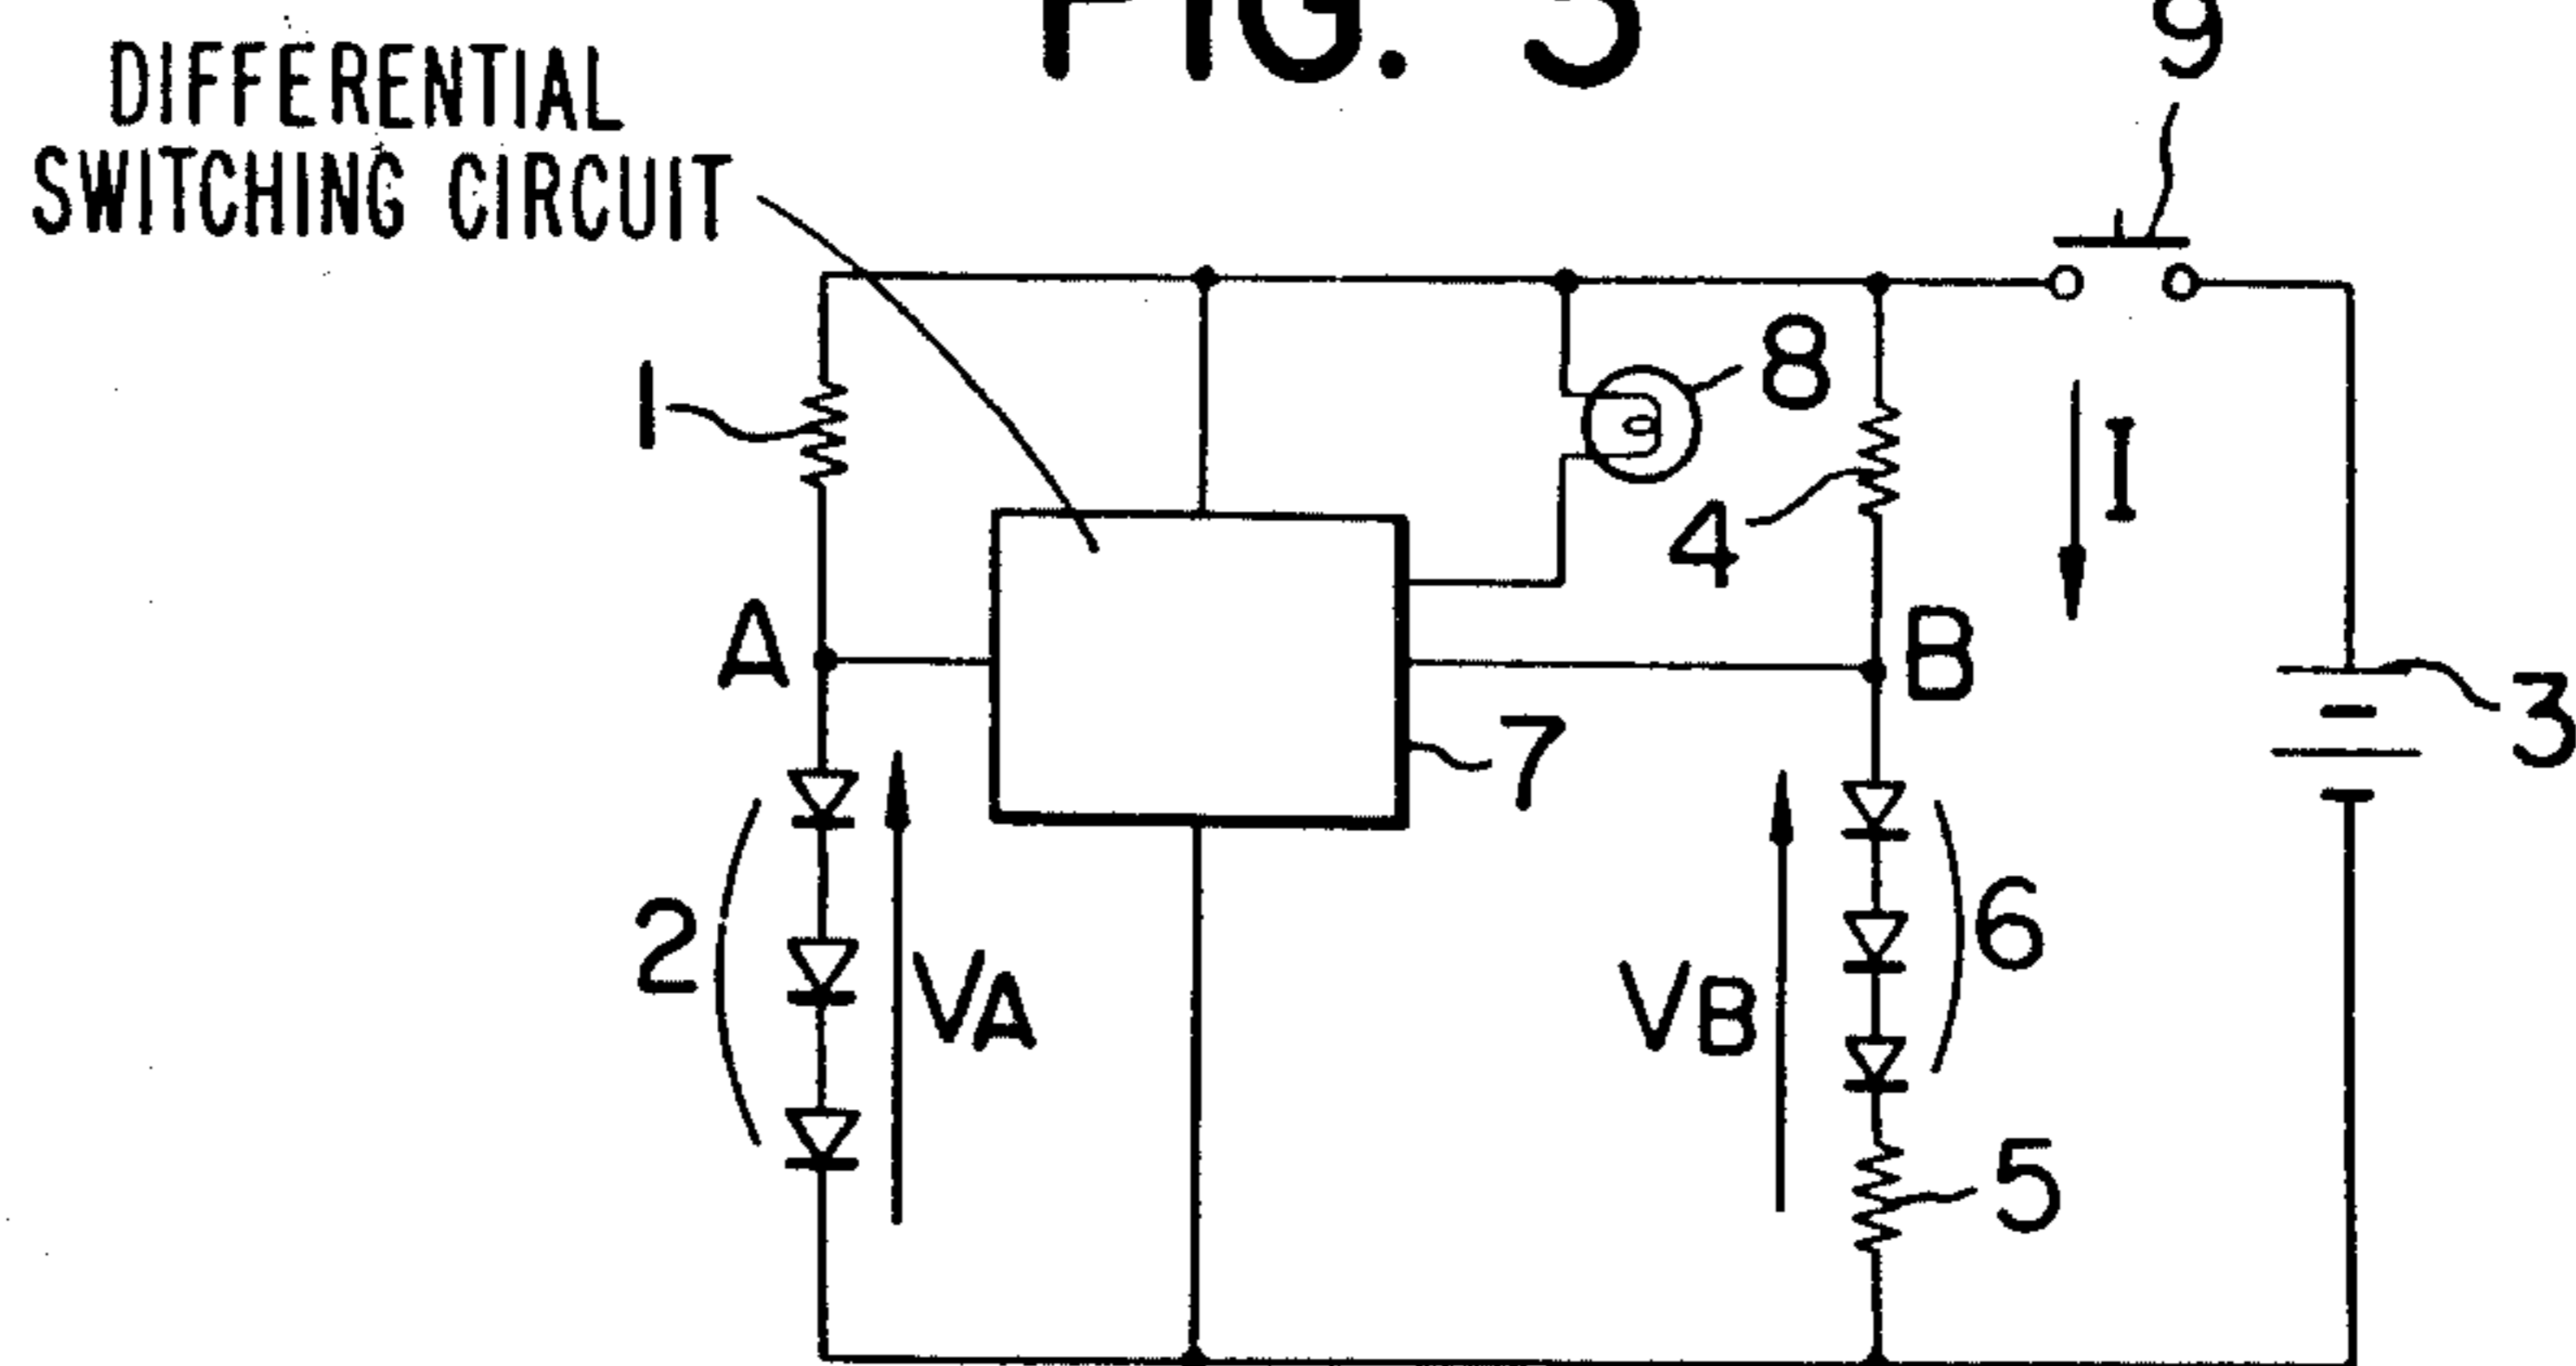 FIG. 3
9
DIFFERENTIAL
SWITCHING CIRCUIT
1
8
4
I
A
B
3
7
2
VA
VB
6
5